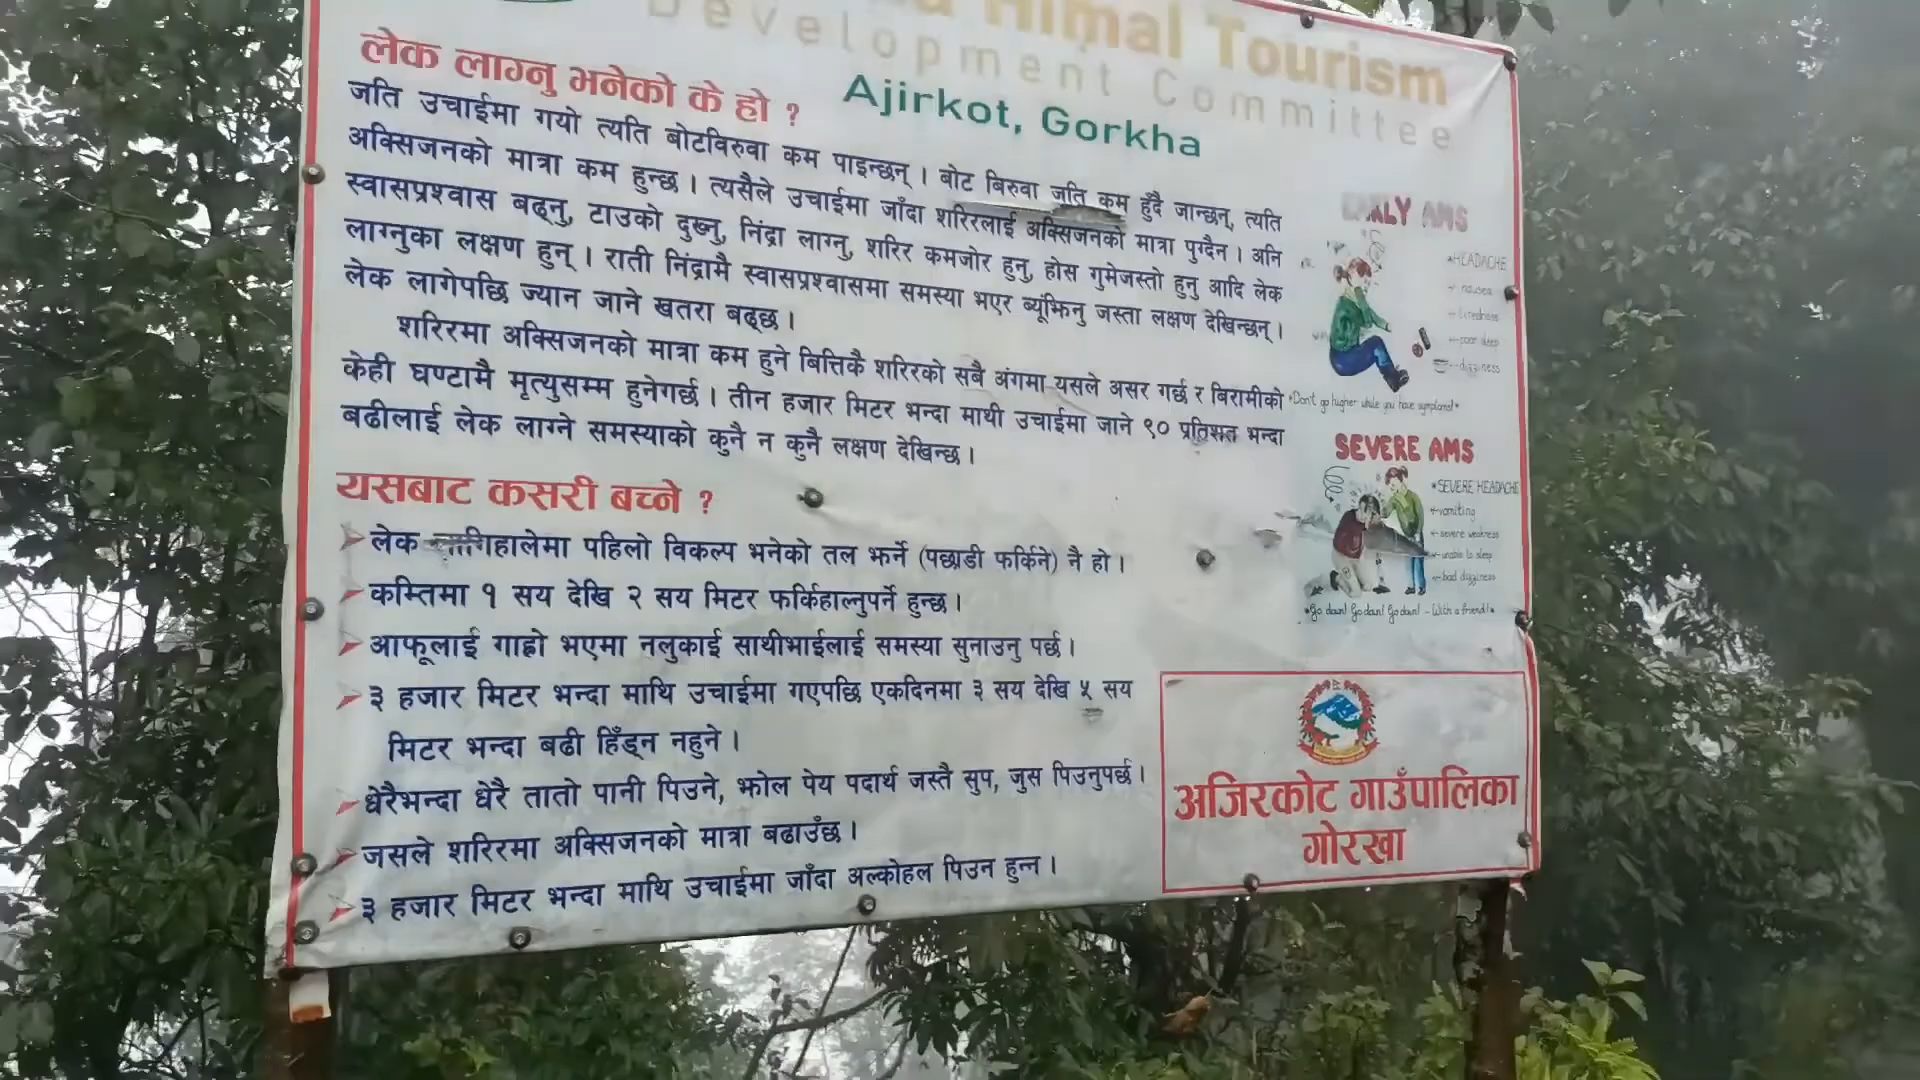 Himal Tourism
Development Committee
Ajirkot, Gorkha
लेक लाग्नु भनेको के हो ?
जति उचाईमा गयो त्यति बोटविरुवा कम पाइन्छन् । बोट बिरुवा जति कम हुँदै जान्छन्, त्यति
अक्सिजनको मात्रा कम हुन्छ । त्यसैले उचाईमा जाँदा शरिरलाई अक्सिजनको मात्रा पुग्दैन । अनि
स्वासप्रश्वास बढ्नु, टाउको दुख्नु, निंद्रा लाग्नु, शरिर कमजोर हुनु, होस गुमेजस्तो हुनु आदि लेक
लाग्नुका लक्षण हुन् । राती निंद्रामै स्वासप्रश्वासमा समस्या भएर ब्यूंझिनु जस्ता लक्षण देखिन्छन् ।
लेक लागेपछि ज्यान जाने खतरा बढ्छ ।
शरिरमा अक्सिजनको मात्रा कम हुने बित्तिकै शरिरको सबै अंगमा यसले असर गर्छ र बिरामीको
केही घण्टामै मृत्युसम्म हुनेगर्छ । तीन हजार मिटर भन्दा माथी उचाईमा जाने ९० प्रतिशत भन्दा
बढीलाई लेक लाग्ने समस्याको कुनै न कुनै लक्षण देखिन्छ ।
यसबाट कसरी बच्ने ?
लेक लागिहालेमा पहिलो विकल्प भनेको तल झर्ने (पछाडी फर्किने) नै हो ।
कम्तिमा १ सय देखि २ सय मिटर फर्किहाल्नुपर्ने हुन्छ ।
आफूलाई गाह्रो भएमा नलुकाई साथीभाईलाई समस्या सुनाउनु पर्छ ।
३ हजार मिटर भन्दा माथि उचाईमा गएपछि एकदिनमा ३ सय देखि ५ सय
मिटर भन्दा बढी हिँड्न नहुने ।
धेरैभन्दा धेरै तातो पानी पिउने, झोल पेय पदार्थ जस्तै सुप, जुस पिउनुपर्छ ।
जसले शरिरमा अक्सिजनको मात्रा बढाउँछ ।
३ हजार मिटर भन्दा माथि उचाईमा जाँदा अल्कोहल पिउन हुन्न ।
EARLY AMS
*HEADACHE
nausea
tiredness
poor sleep
dizziness
*Don't go higher while you have symptoms!*
SEVERE AMS
*SEVERE HEADACHE
vomiting
severe weakness
unable to sleep
bad dizziness
*Go down! Go down! Go down! - With a friend!*
अजिरकोट गाउँपालिका
गोरखा